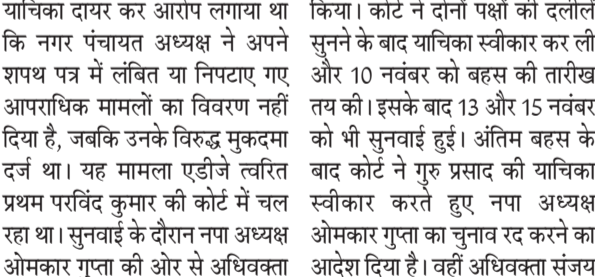 याचिका दायर कर आरोप लगाया था
कि नगर पंचायत अध्यक्ष ने अपने
शपथ पत्र में लंबित या निपटाए गए
आपराधिक मामलों का विवरण नहीं
दिया है, जबकि उनके विरुद्ध मुकदमा
दर्ज था। यह मामला एडीजे त्वरित
प्रथम परविंद कुमार की कोर्ट में चल
रहा था। सुनवाई के दौरान नपा अध्यक्ष
ओमकार गुप्ता की ओर से अधिवक्ता
किया। कोर्ट ने दोनों पक्षों की दलीलें
सुनने के बाद याचिका स्वीकार कर ली
और 10 नवंबर को बहस की तारीख
तय की। इसके बाद 13 और 15 नवंबर
को भी सुनवाई हुई। अंतिम बहस के
बाद कोर्ट ने गुरु प्रसाद की याचिका
स्वीकार करते हुए नपा अध्यक्ष
ओमकार गुप्ता का चुनाव रद करने का
आदेश दिया है। वहीं अधिवक्ता संजय